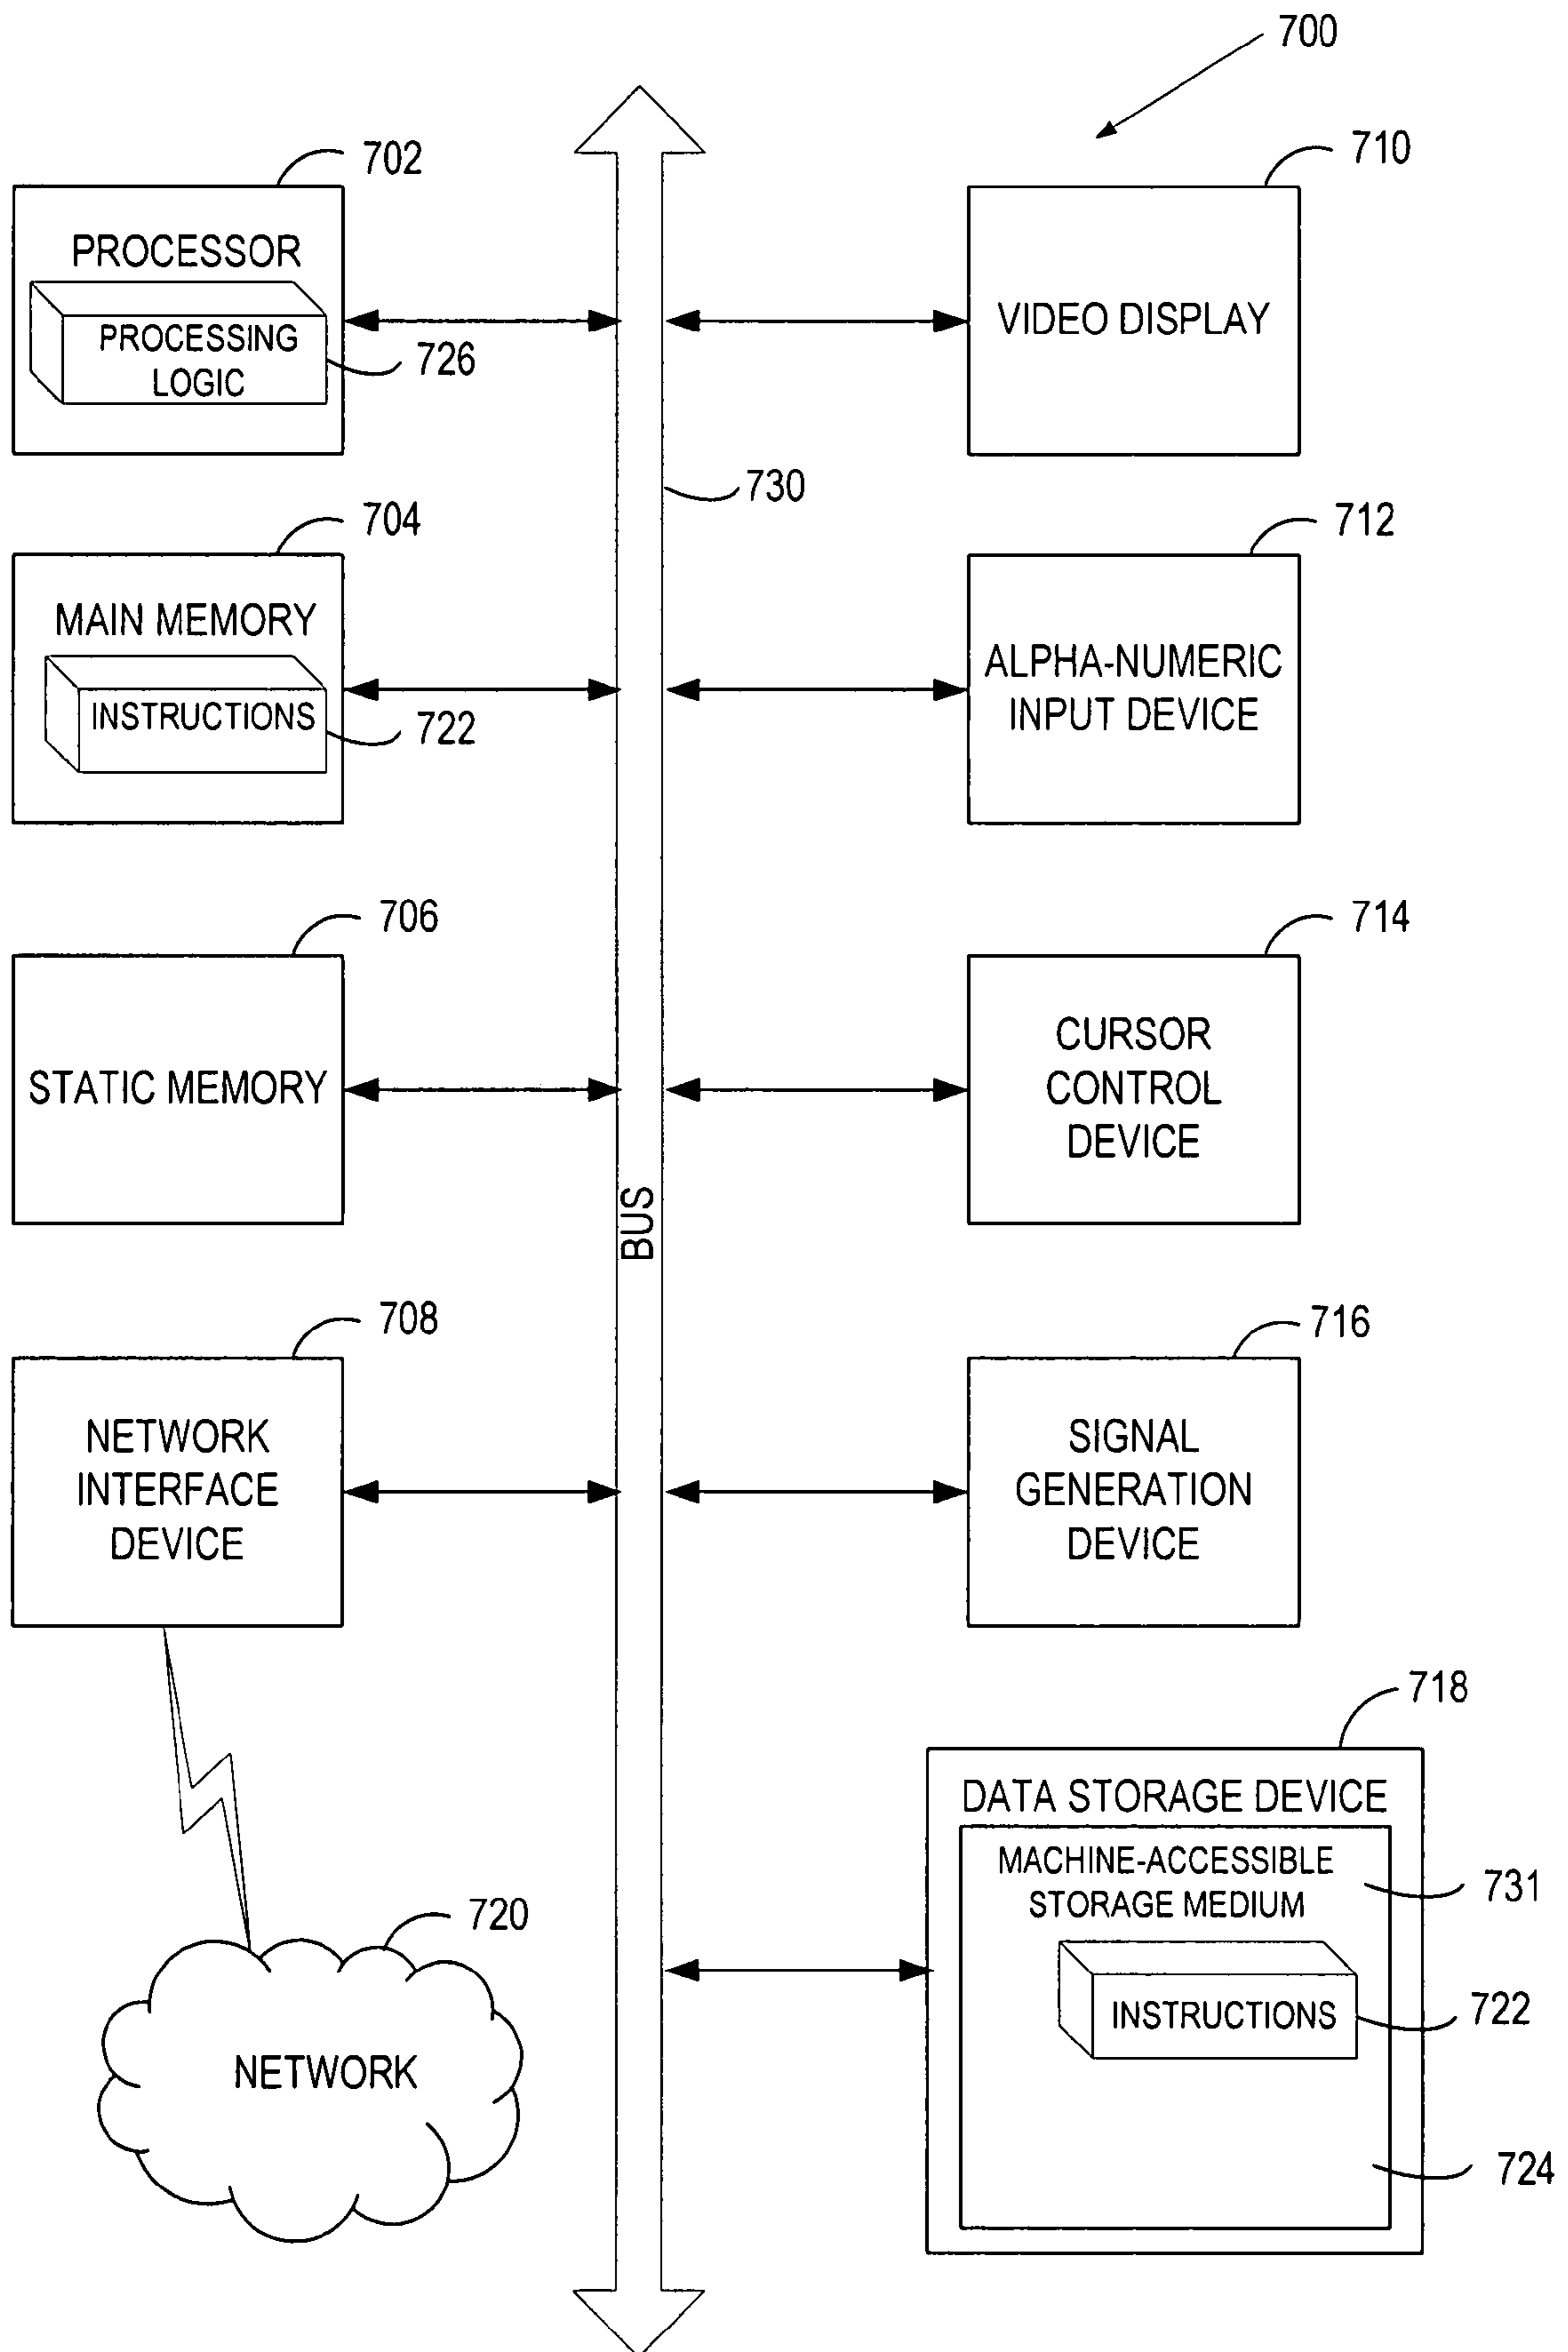 700
702
PROCESSOR
PROCESSING
LOGIC
726
710
VIDEO DISPLAY
730
704
MAIN MEMORY
INSTRUCTIONS
722
712
ALPHA-NUMERIC
INPUT DEVICE
706
STATIC MEMORY
714
CURSOR
CONTROL
DEVICE
BUS
708
NETWORK
INTERFACE
DEVICE
716
SIGNAL
GENERATION
DEVICE
720
NETWORK
718
DATA STORAGE DEVICE
MACHINE-ACCESSIBLE
STORAGE MEDIUM
731
INSTRUCTIONS
722
724